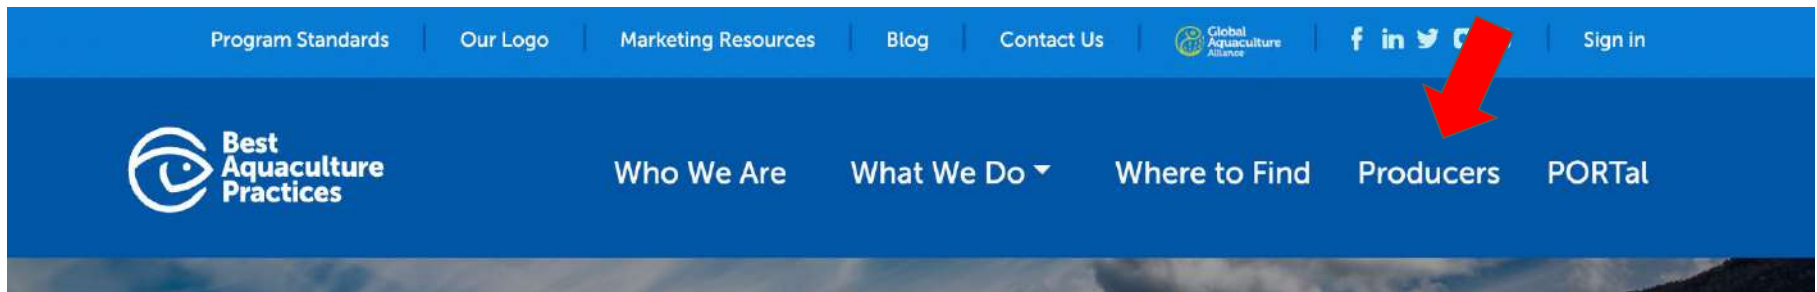 Program Standards
Our Logo
Marketing Resources
Blog
Contact Us
Global
Aquaculture
Alliance
Sign in
Best
Aquaculture
Practices
Who We Are
What We Do
Where to Find
Producers
PORTal